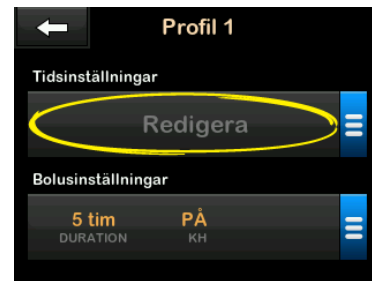 Profil 1
Tidsinställningar
Redigera
Bolusinställningar
5 tim PÅ
DURATION KH